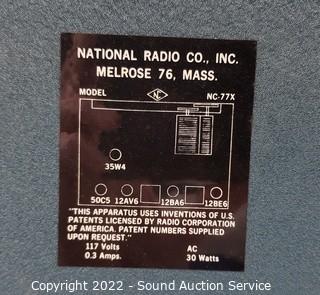 NATIONAL RADIO CO., INC.
MELROSE 76, MASS.
MODEL NC NC-77X
35W4
50C5 12AV6 12BA6 12BE6
"THIS APPARATUS USES INVENTIONS OF U.S.
PATENTS LICENSED BY RADIO CORPORATION
OF AMERICA. PATENT NUMBERS SUPPLIED
UPON REQUEST."
117 Volts AC
0.3 Amps. 30 Watts
Copyright 2022 - Sound Auction Service